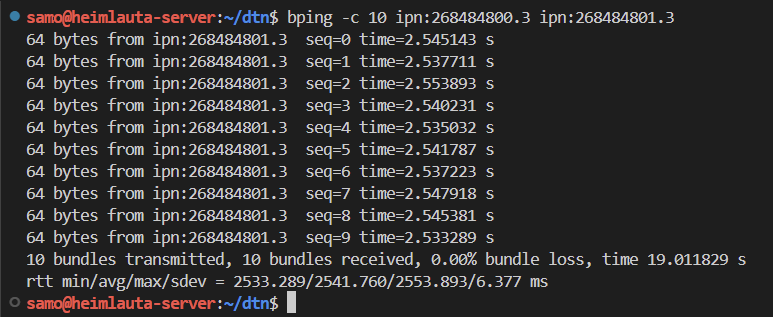 samo@heimlauta-server:~/dtn$ bping -c 10 ipn:268484800.3 ipn:268484801.3
64 bytes from ipn:268484801.3  seq=0 time=2.545143 s
64 bytes from ipn:268484801.3  seq=1 time=2.537711 s
64 bytes from ipn:268484801.3  seq=2 time=2.553893 s
64 bytes from ipn:268484801.3  seq=3 time=2.540231 s
64 bytes from ipn:268484801.3  seq=4 time=2.535032 s
64 bytes from ipn:268484801.3  seq=5 time=2.541787 s
64 bytes from ipn:268484801.3  seq=6 time=2.537223 s
64 bytes from ipn:268484801.3  seq=7 time=2.547918 s
64 bytes from ipn:268484801.3  seq=8 time=2.545381 s
64 bytes from ipn:268484801.3  seq=9 time=2.533289 s
10 bundles transmitted, 10 bundles received, 0.00% bundle loss, time 19.011829 s
rtt min/avg/max/sdev = 2533.289/2541.760/2553.893/6.377 ms
samo@heimlauta-server:~/dtn$